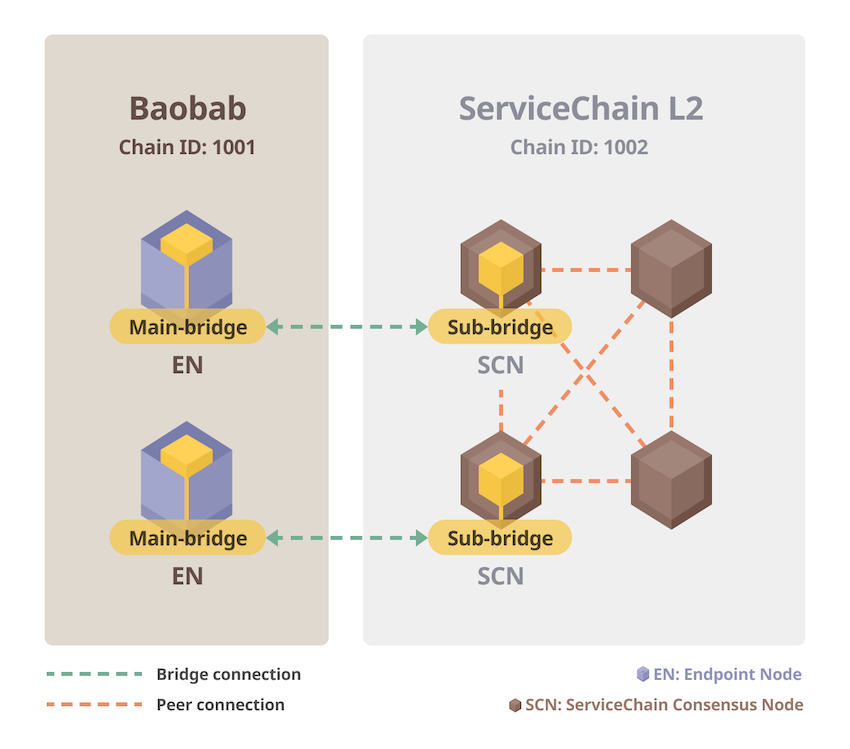 Baobab
Chain ID: 1001
Main-bridge
EN
Main-bridge
EN
ServiceChain L2
Chain ID: 1002
Sub-bridge
SCN
Sub-bridge
SCN
Bridge connection
Peer connection
EN: Endpoint Node
SCN: ServiceChain Consensus Node